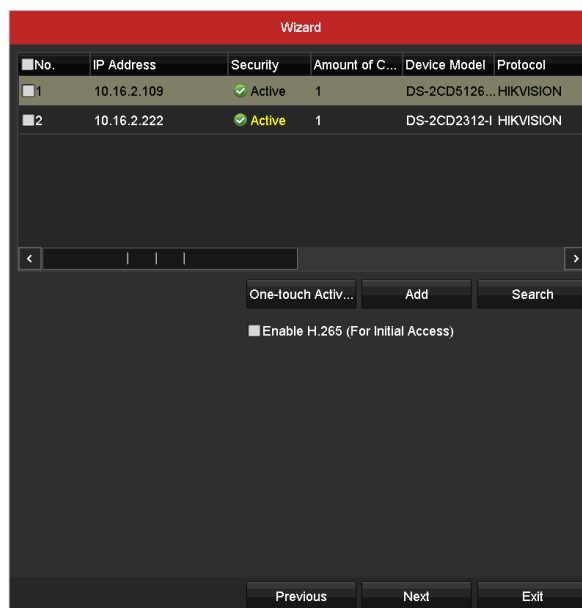 Wizard
No. IP Address Security Amount of C... Device Model Protocol
1 10.16.2.109 Active 1 DS-2CD5126... HIKVISION
2 10.16.2.222 Active 1 DS-2CD2312-I HIKVISION
One-touch Activ... Add Search
Enable H.265 (For Initial Access)
Previous Next Exit